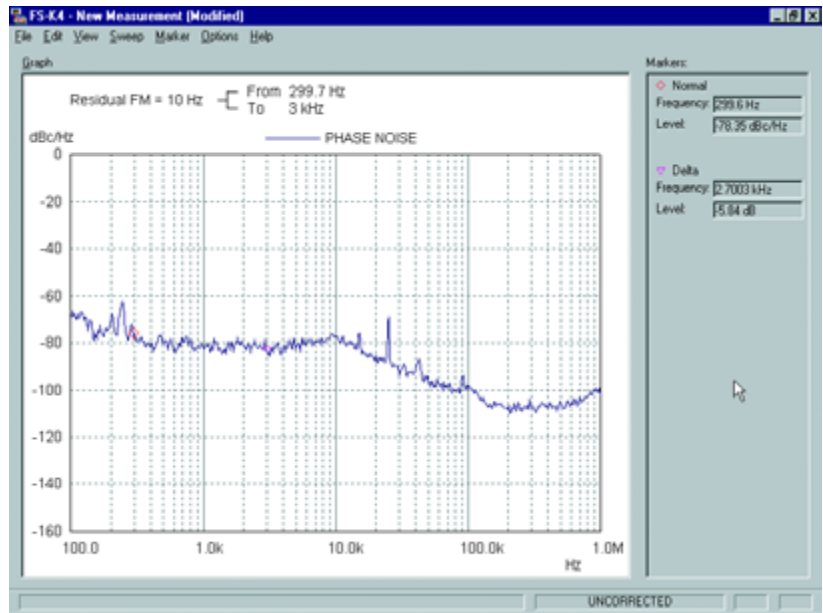 FS-K4 - New Measurement [Modified]
File Edit View Sweep Marker Options Help
Graph
Markers:
Residual FM = 10 Hz From 299.7 Hz
To 3 kHz
dBc/Hz
PHASE NOISE
0
-20
-40
-60
-80
-100
-120
-140
-160
100.0 1.0k 10.0k 100.0k 1.0M
Hz
Normal
Frequency: 299.6 Hz
Level: -78.35 dBc/Hz
Delta
Frequency: 2.7003 kHz
Level: -5.84 dB
UNCORRECTED